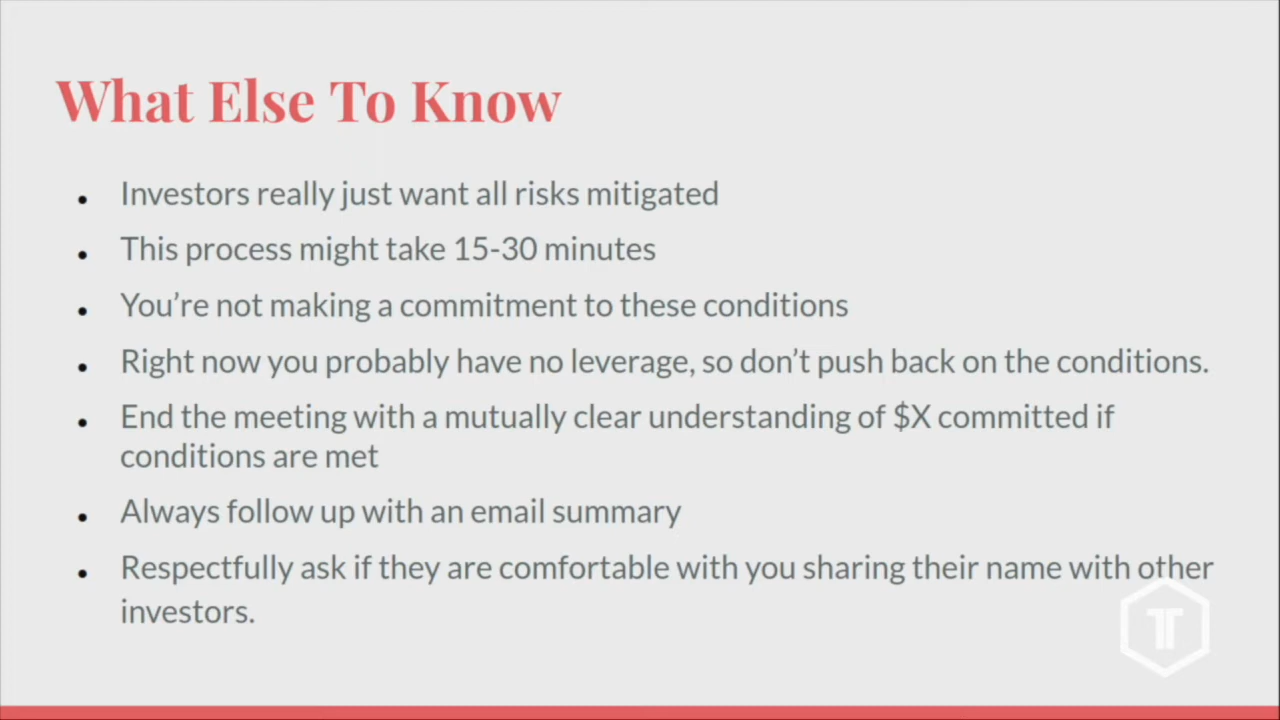 What Else To Know
Investors really just want all risks mitigated
This process might take 15-30 minutes
You're not making a commitment to these conditions
Right now you probably have no leverage, so don't push back on the conditions.
End the meeting with a mutually clear understanding of $X committed if
conditions are met
Always follow up with an email summary
Respectfully ask if they are comfortable with you sharing their name with other
investors.